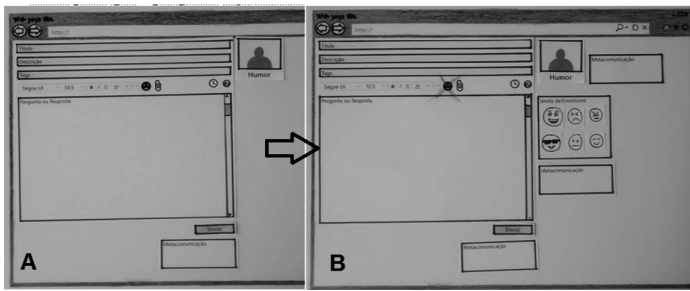 Web page title
http://
Título
Descrição
Tags
Segoe UI 10.5 B I S A
Pergunta ou Resposta
Humor
Enviar
Metacomunicação
A
Web page title
http://
Título
Descrição
Tags
Segoe UI 10.5 B I S A
Pergunta ou Resposta
Humor
Metacomunicação
Janela de Emoticons
Metacomunicação
Enviar
Metacomunicação
B